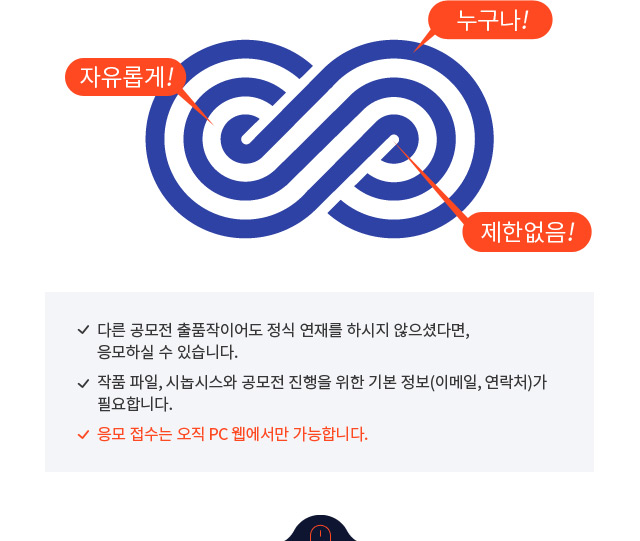 누구나!
자유롭게!
제한없음!
다른 공모전 출품작이어도 정식 연재를 하시지 않으셨다면,
응모하실 수 있습니다.
작품 파일, 시놉시스와 공모전 진행을 위한 기본 정보(이메일, 연락처)가
필요합니다.
응모 접수는 오직 PC 웹에서만 가능합니다.